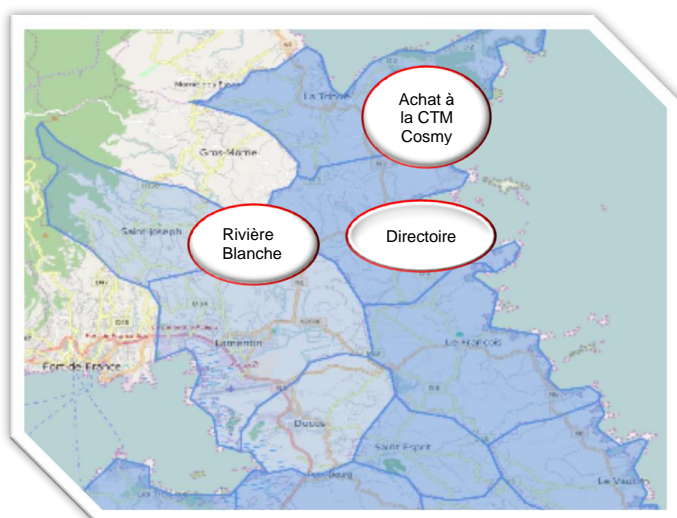 La Trinité
Achat à
la CTM
Cosmy
Gros-Morne
Saint-Joseph
Rivière
Blanche
Directoire
Lamentin
Le François
Fort-de-France
Ducos
Saint-Esprit
Le Vauclin